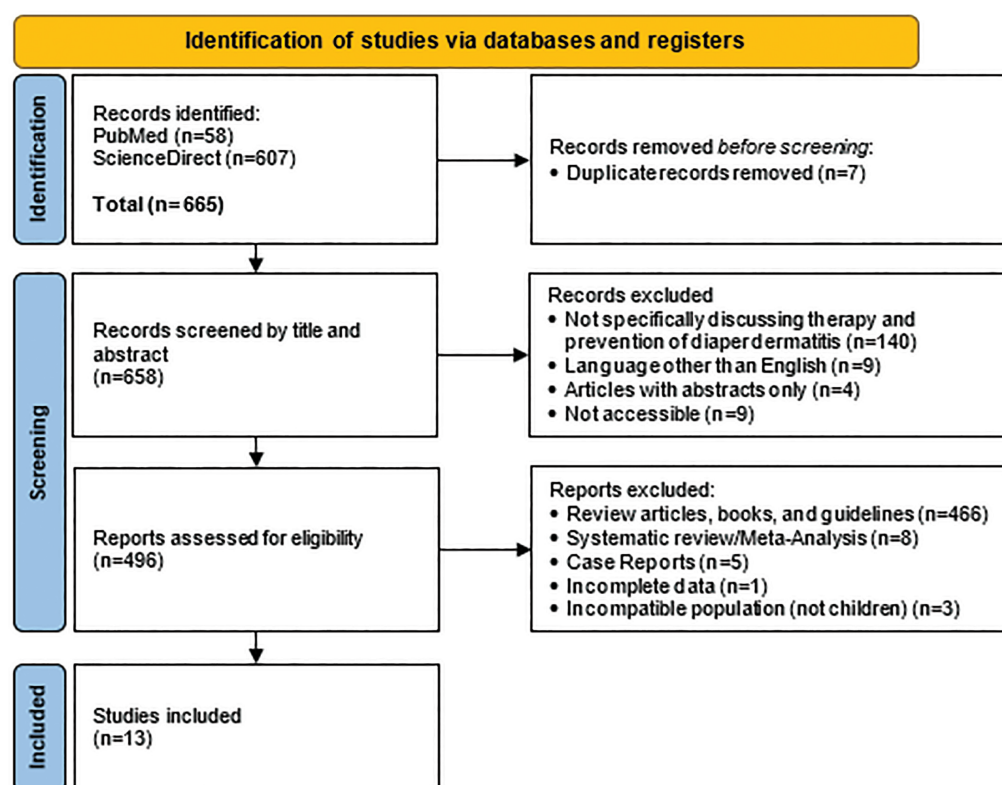 Identification of studies via databases and registers
Identification
Records identified:
PubMed (n=58)
ScienceDirect (n=607)
Total (n=665)
Records removed before screening:
• Duplicate records removed (n=7)
Screening
Records screened by title and
abstract
(n=658)
Records excluded
• Not specifically discussing therapy and
prevention of diaper dermatitis (n=140)
• Language other than English (n=9)
• Articles with abstracts only (n=4)
• Not accessible (n=9)
Reports assessed for eligibility
(n=496)
Reports excluded:
• Review articles, books, and guidelines (n=466)
• Systematic review/Meta-Analysis (n=8)
• Case Reports (n=5)
• Incomplete data (n=1)
• Incompatible population (not children) (n=3)
Included
Studies included
(n=13)